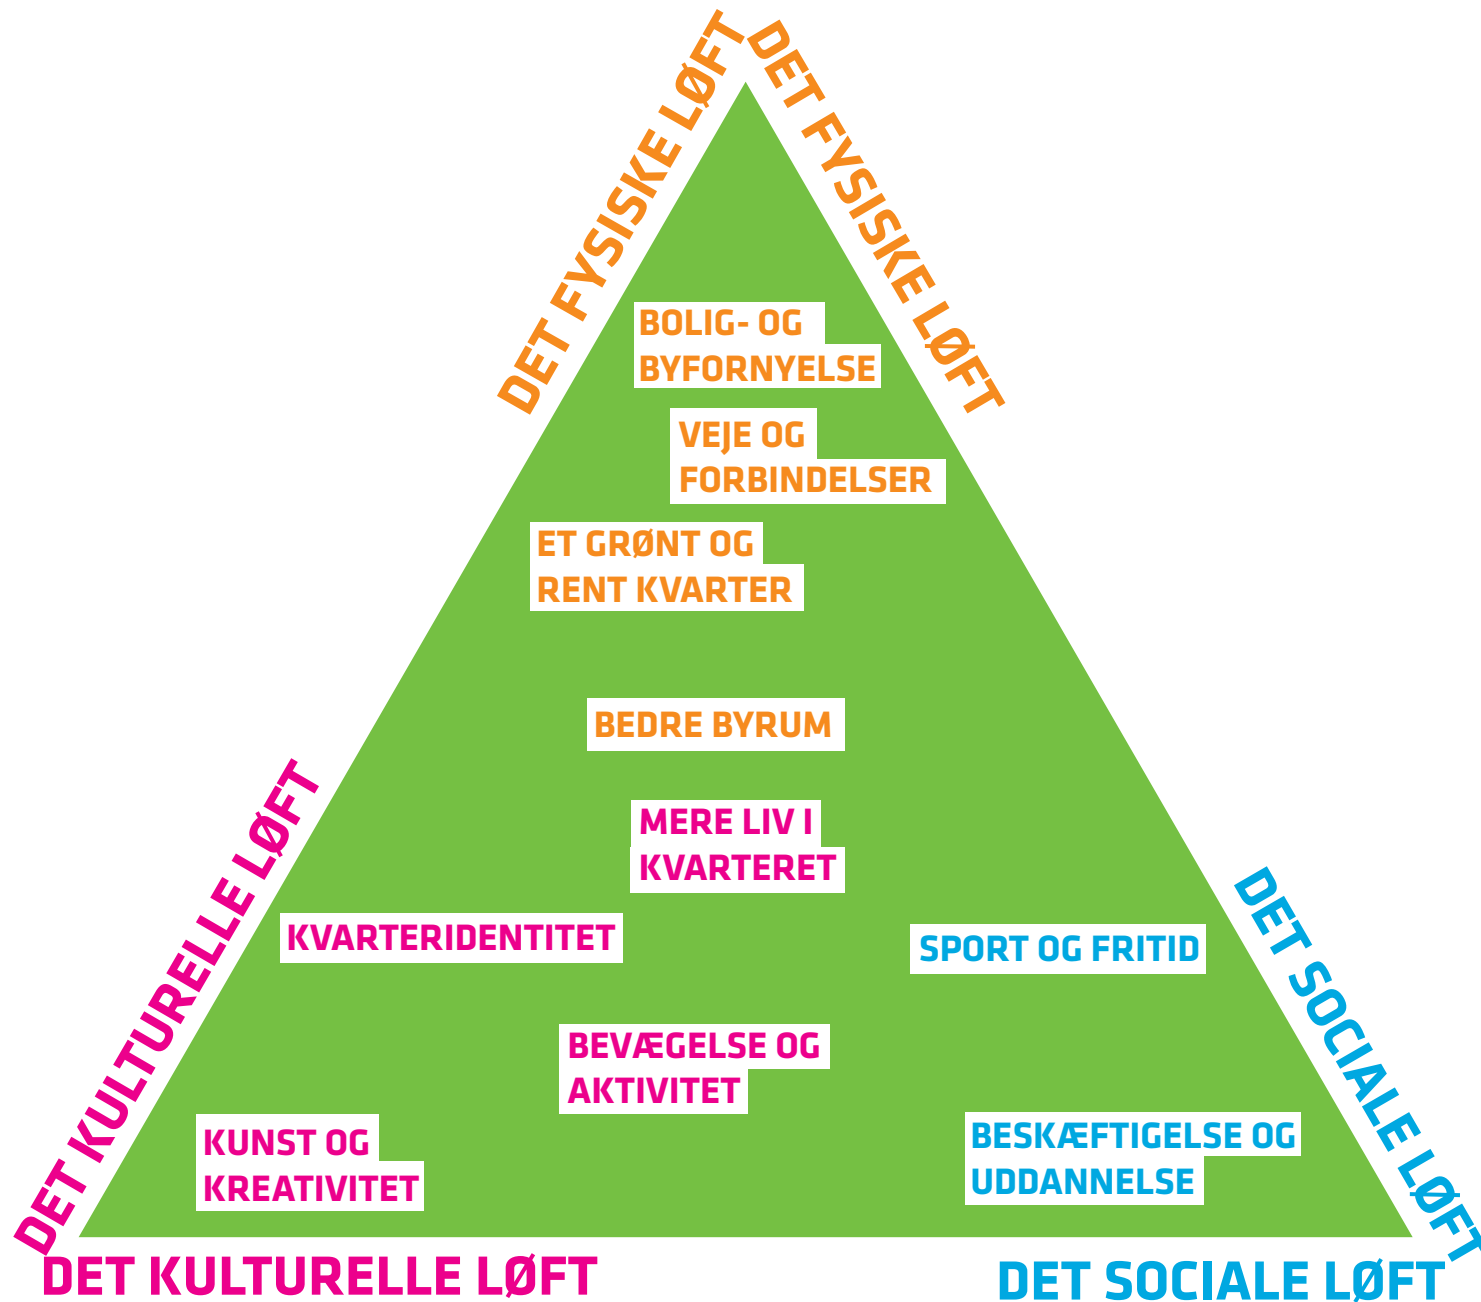 DET FYSISKE LØFT
DET FYSISKE LØFT
BOLIG- OG
BYFORNYELSE
VEJE OG
FORBINDELSER
ET GRØNT OG
RENT KVARTER
BEDRE BYRUM
MERE LIV I
KVARTERET
KVARTERIDENTITET
SPORT OG FRITID
BEVÆGELSE OG
AKTIVITET
KUNST OG
KREATIVITET
BESKÆFTIGELSE OG
UDDANNELSE
DET KULTURELLE LØFT
DET SOCIALE LØFT
DET KULTURELLE LØFT
DET SOCIALE LØFT